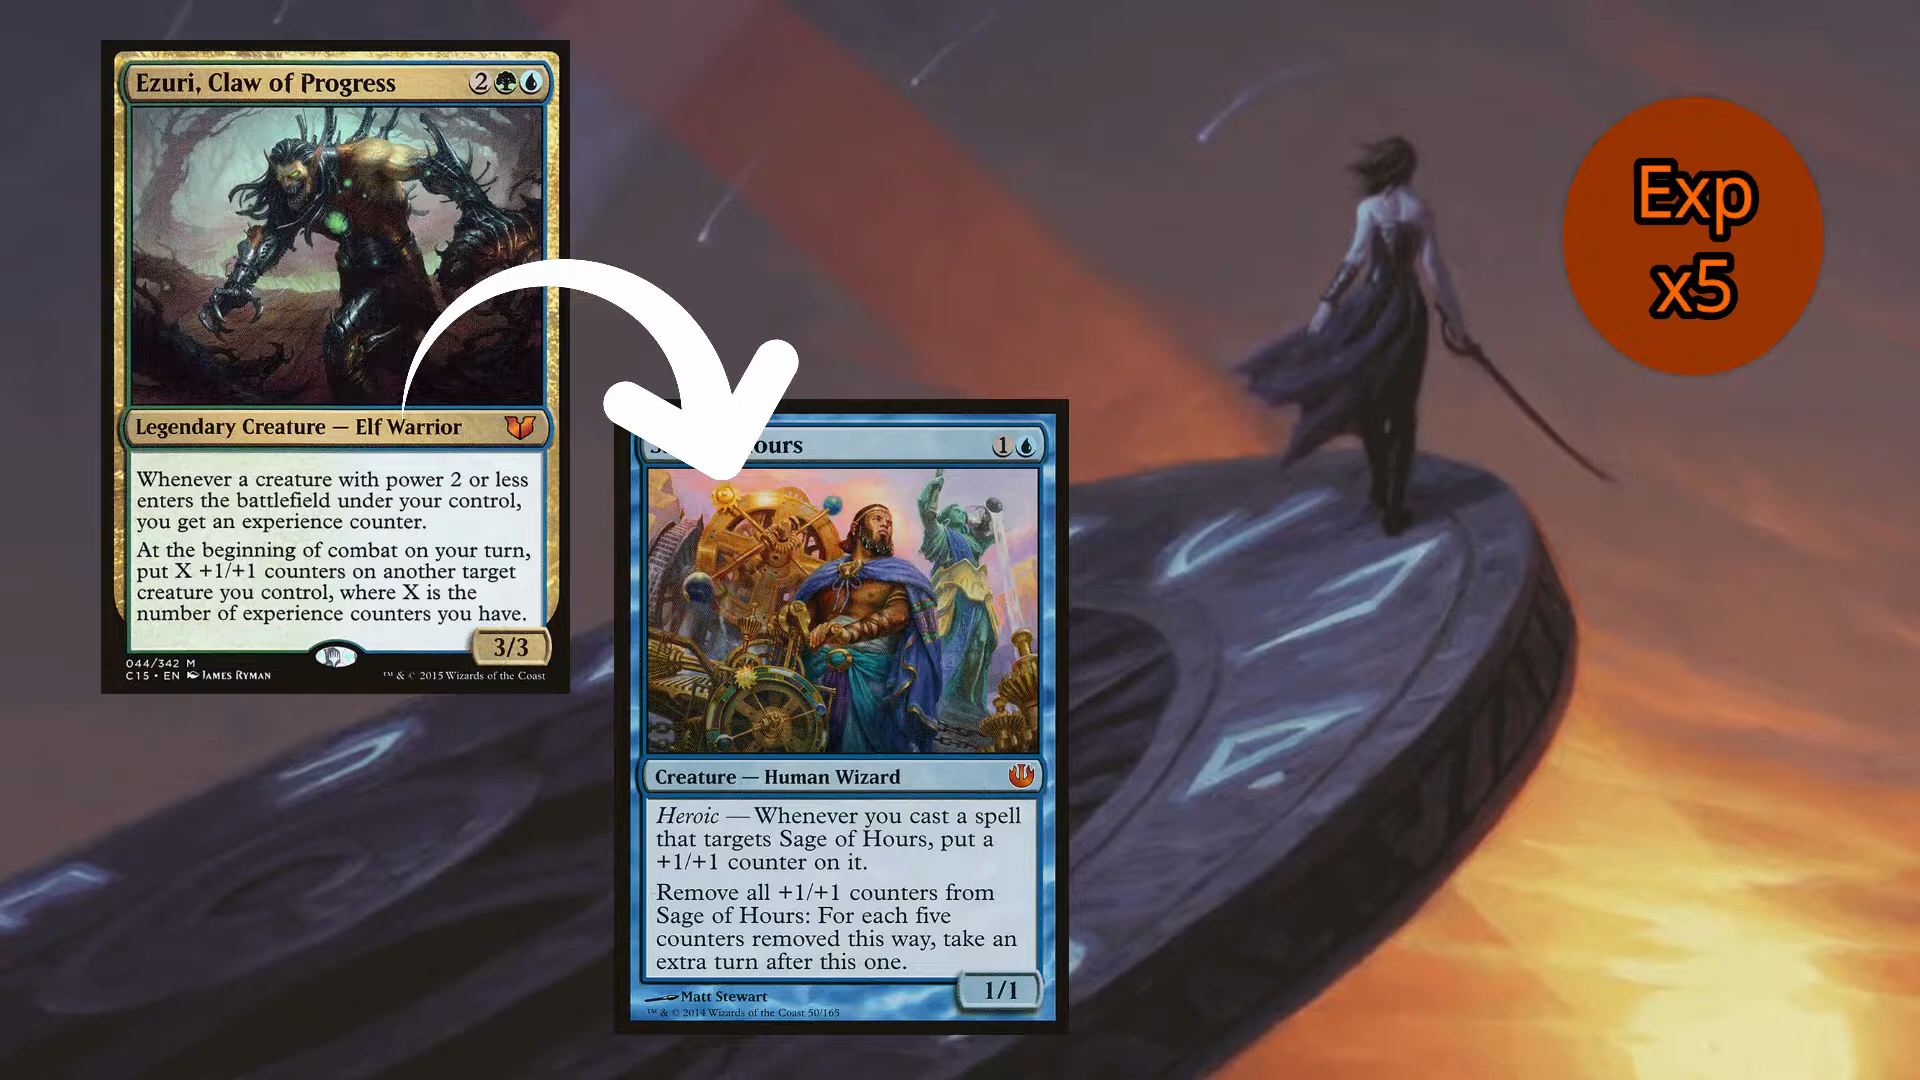 Ezuri, Claw of Progress 2
Legendary Creature — Elf Warrior
Whenever a creature with power 2 or less
enters the battlefield under your control,
you get an experience counter.
At the beginning of combat on your turn,
put X +1/+1 counters on another target
creature you control, where X is the
number of experience counters you have.
3/3
044/342 M
C15 • EN James Ryman
™ & © 2015 Wizards of the Coast
Hours 1
Creature — Human Wizard
Heroic — Whenever you cast a spell
that targets Sage of Hours, put a
+1/+1 counter on it.
Remove all +1/+1 counters from
Sage of Hours: For each five
counters removed this way, take an
extra turn after this one.
1/1
Matt Stewart
™ & © 2014 Wizards of the Coast 50/165
Exp
x5